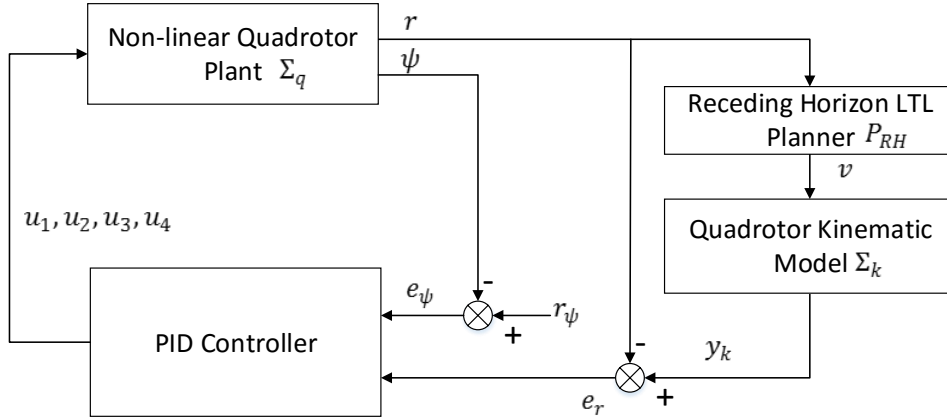 Non-linear Quadrotor
Plant Σ_q
r
ψ
Receding Horizon LTL
Planner P_RH
v
Quadrotor Kinematic
Model Σ_k
u_1, u_2, u_3, u_4
-
e_ψ
r_ψ
+
PID Controller
-
y_k
e_r
+